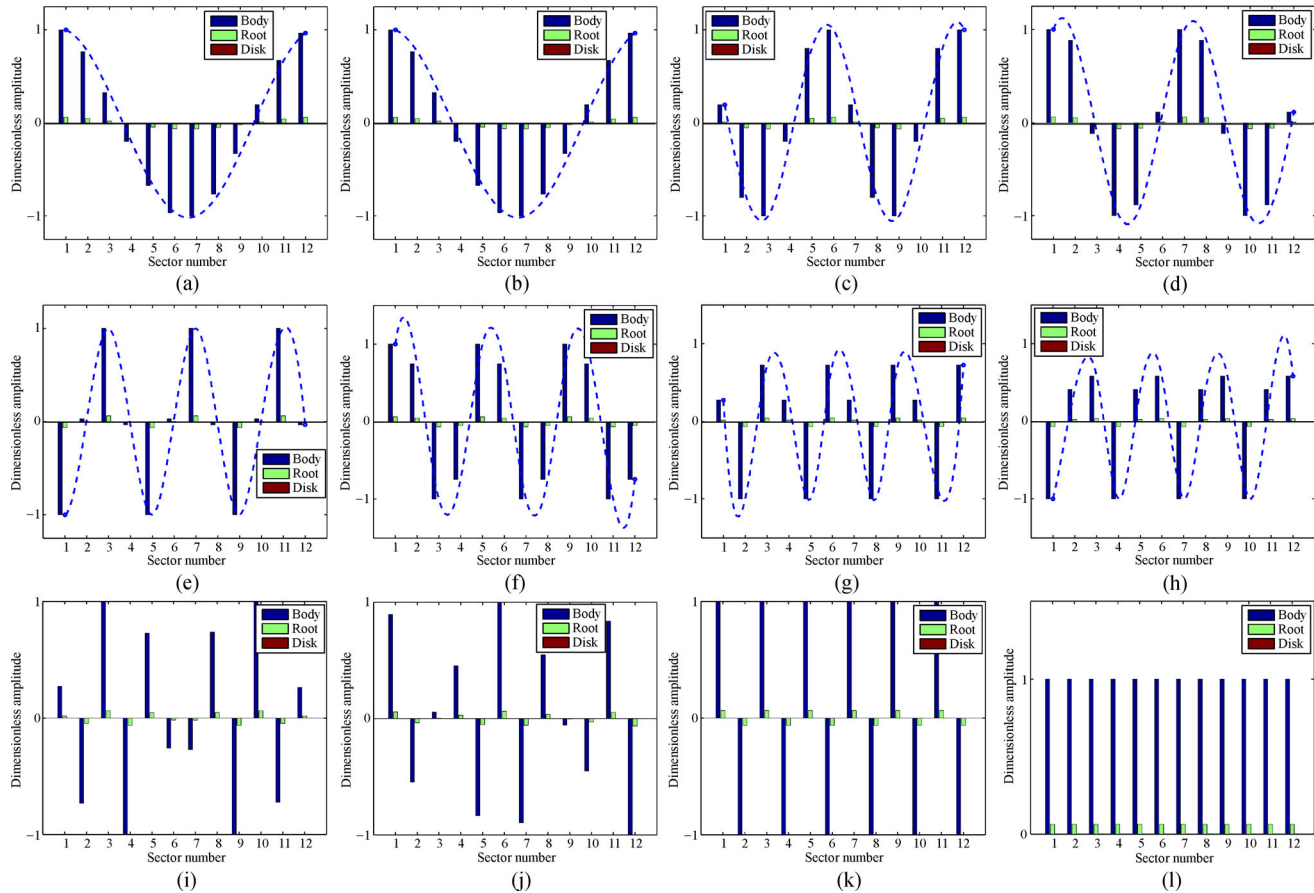 Dimensionless amplitude
1
0
−1
Body
Root
Disk
1 2 3 4 5 6 7 8 9 10 11 12
Sector number
(a)
Dimensionless amplitude
1
0
−1
Body
Root
Disk
1 2 3 4 5 6 7 8 9 10 11 12
Sector number
(b)
Dimensionless amplitude
1
0
−1
Body
Root
Disk
1 2 3 4 5 6 7 8 9 10 11 12
Sector number
(c)
Dimensionless amplitude
1
0
−1
Body
Root
Disk
1 2 3 4 5 6 7 8 9 10 11 12
Sector number
(d)
Dimensionless amplitude
1
0
−1
Body
Root
Disk
1 2 3 4 5 6 7 8 9 10 11 12
Sector number
(e)
Dimensionless amplitude
1
0
−1
Body
Root
Disk
1 2 3 4 5 6 7 8 9 10 11 12
Sector number
(f)
Dimensionless amplitude
1
0
−1
Body
Root
Disk
1 2 3 4 5 6 7 8 9 10 11 12
Sector number
(g)
Dimensionless amplitude
1
0
−1
Body
Root
Disk
1 2 3 4 5 6 7 8 9 10 11 12
Sector number
(h)
Dimensionless amplitude
1
0
−1
Body
Root
Disk
1 2 3 4 5 6 7 8 9 10 11 12
Sector number
(i)
Dimensionless amplitude
1
0
−1
Body
Root
Disk
1 2 3 4 5 6 7 8 9 10 11 12
Sector number
(j)
Dimensionless amplitude
1
0
−1
Body
Root
Disk
1 2 3 4 5 6 7 8 9 10 11 12
Sector number
(k)
Dimensionless amplitude
1
0
Body
Root
Disk
1 2 3 4 5 6 7 8 9 10 11 12
Sector number
(l)